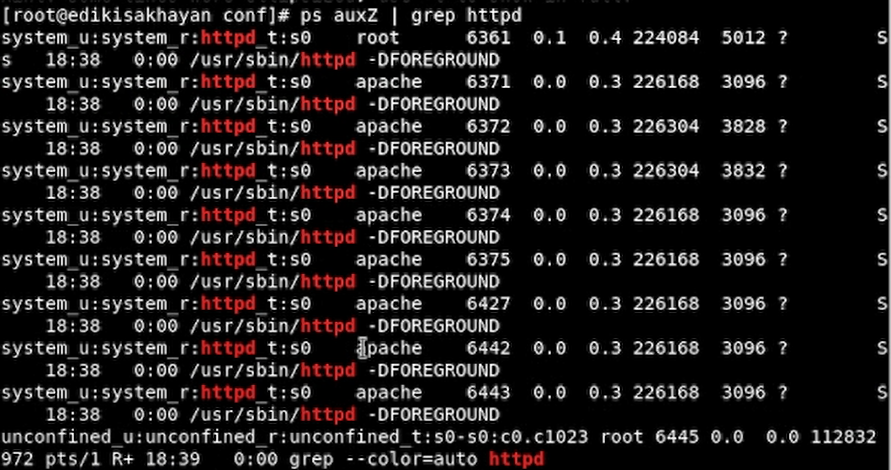 [root@edikisakhayan conf]# ps auxZ | grep httpd
system_u:system_r:httpd_t:s0    root      6361  0.1  0.4 224084  5012 ?        S
s   18:38   0:00 /usr/sbin/httpd -DFOREGROUND
system_u:system_r:httpd_t:s0    apache    6371  0.0  0.3 226168  3096 ?        S
    18:38   0:00 /usr/sbin/httpd -DFOREGROUND
system_u:system_r:httpd_t:s0    apache    6372  0.0  0.3 226304  3828 ?        S
    18:38   0:00 /usr/sbin/httpd -DFOREGROUND
system_u:system_r:httpd_t:s0    apache    6373  0.0  0.3 226304  3832 ?        S
    18:38   0:00 /usr/sbin/httpd -DFOREGROUND
system_u:system_r:httpd_t:s0    apache    6374  0.0  0.3 226168  3096 ?        S
    18:38   0:00 /usr/sbin/httpd -DFOREGROUND
system_u:system_r:httpd_t:s0    apache    6375  0.0  0.3 226168  3096 ?        S
    18:38   0:00 /usr/sbin/httpd -DFOREGROUND
system_u:system_r:httpd_t:s0    apache    6427  0.0  0.3 226168  3096 ?        S
    18:38   0:00 /usr/sbin/httpd -DFOREGROUND
system_u:system_r:httpd_t:s0    apache    6442  0.0  0.3 226168  3096 ?        S
    18:38   0:00 /usr/sbin/httpd -DFOREGROUND
system_u:system_r:httpd_t:s0    apache    6443  0.0  0.3 226168  3096 ?        S
    18:38   0:00 /usr/sbin/httpd -DFOREGROUND
unconfined_u:unconfined_r:unconfined_t:s0-s0:c0.c1023 root 6445 0.0  0.0 112832
972 pts/1 R+ 18:39   0:00 grep --color=auto httpd